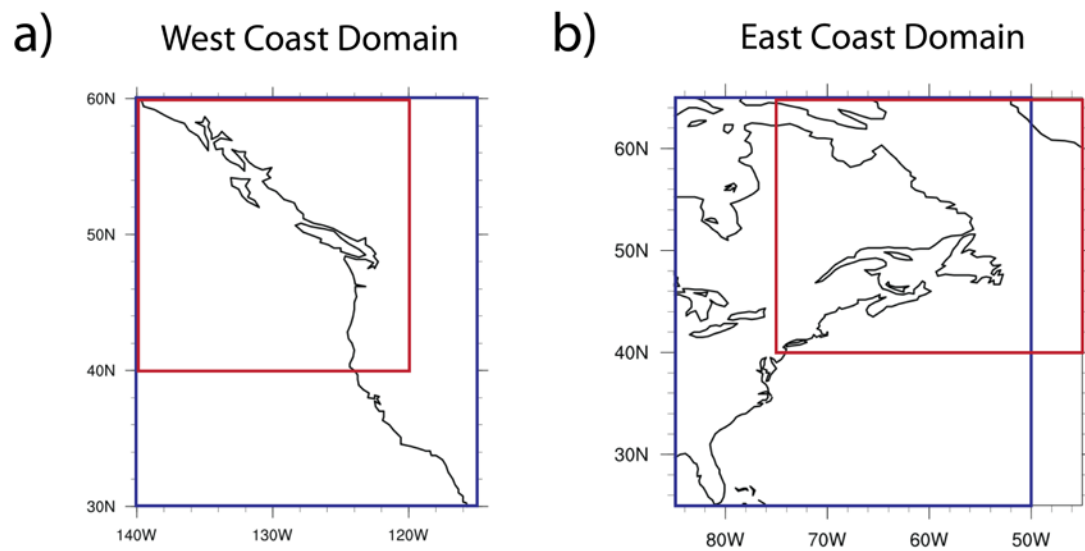 a) West Coast Domain
60N
50N
40N
30N
140W 130W 120W
b) East Coast Domain
60N
50N
40N
30N
80W 70W 60W 50W